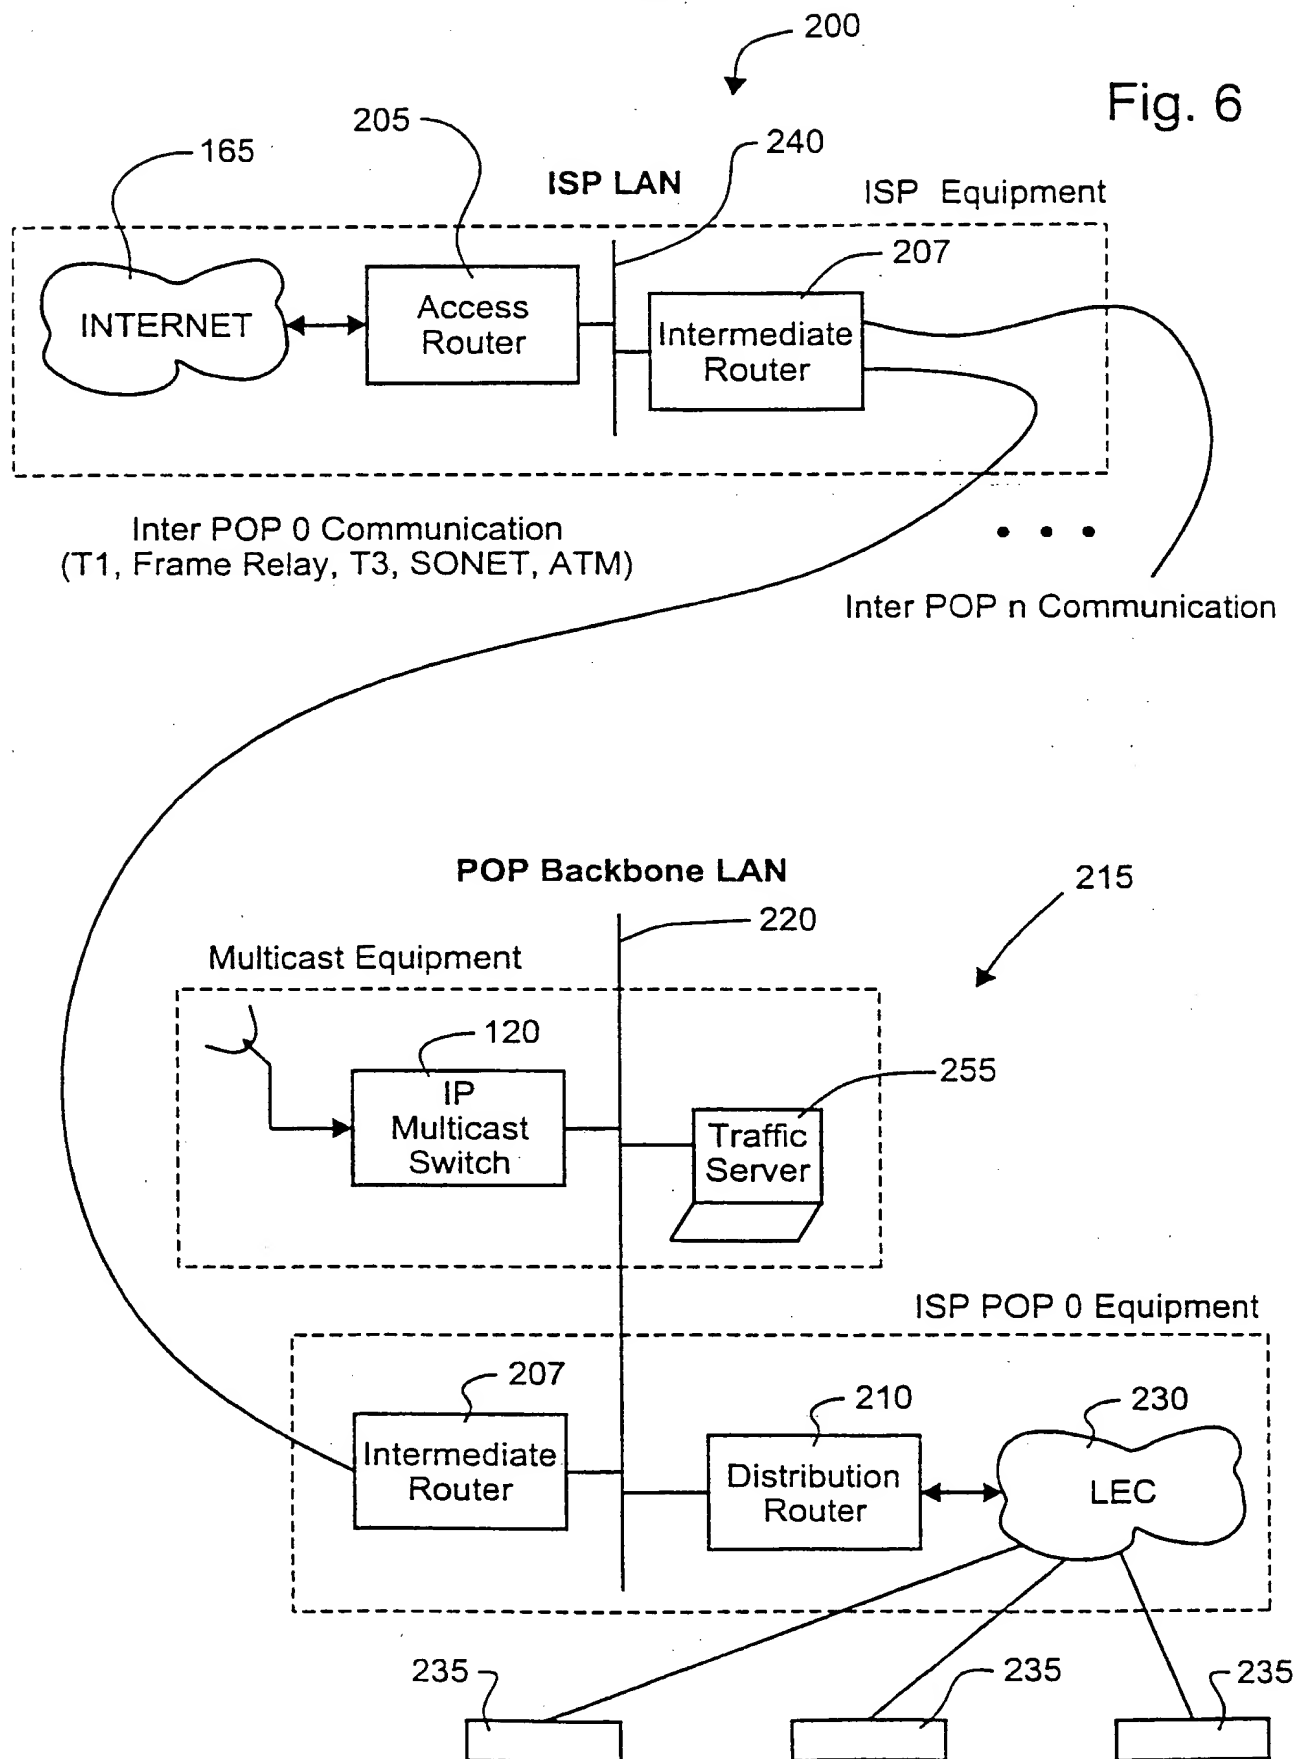 200
Fig. 6
205
165
240
ISP LAN
ISP Equipment
207
INTERNET
Access
Router
Intermediate
Router
Inter POP 0 Communication
(T1, Frame Relay, T3, SONET, ATM)
Inter POP n Communication
POP Backbone LAN
215
220
Multicast Equipment
120
255
IP
Multicast
Switch
Traffic
Server
ISP POP 0 Equipment
207
210
230
Intermediate
Router
Distribution
Router
LEC
235
235
235